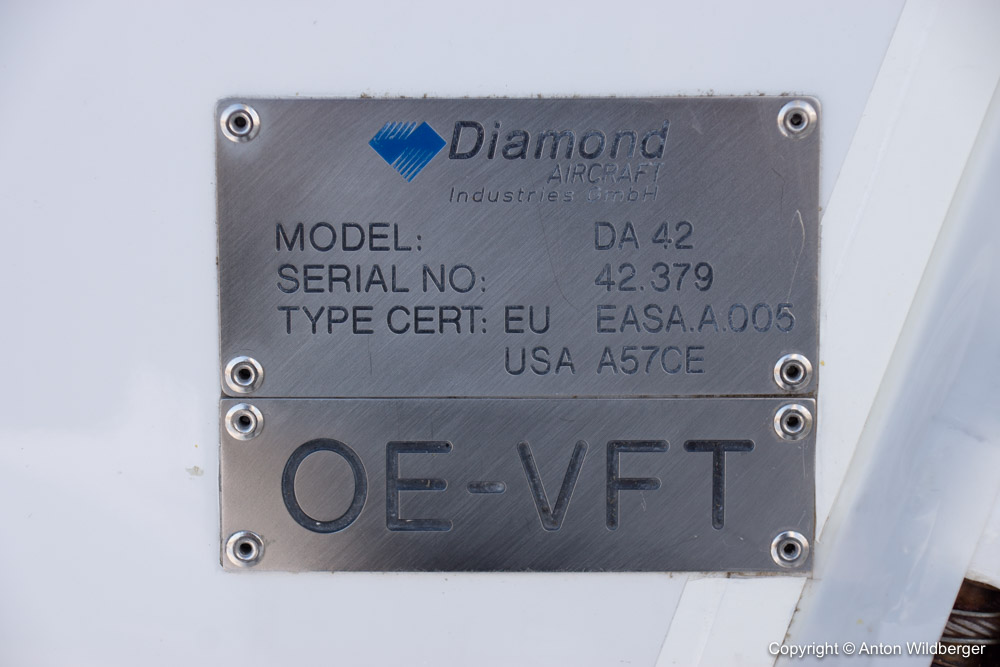 Diamond
AIRCRAFT
Industries GmbH
MODEL: DA 42
SERIAL NO: 42.379
TYPE CERT: EU EASA.A.005
USA A57CE
OE-VFT
Copyright © Anton Wildberger